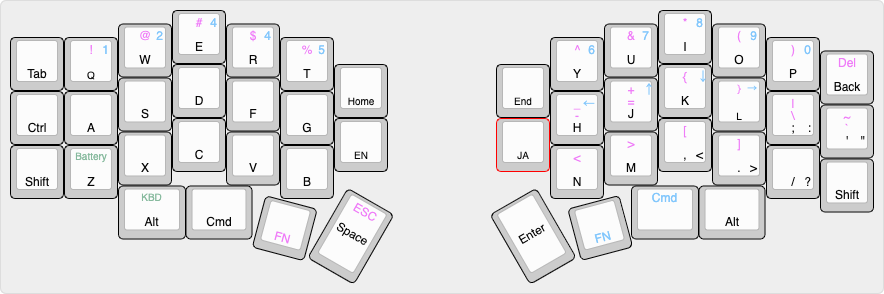 Tab
! 1
Q
@ 2
W
# 4
E
$ 4
R
% 5
T
Home
Ctrl
A
S
D
F
G
EN
Shift
Battery
Z
X
C
V
B
KBD
Alt
Cmd
FN
ESC
Space
End
^ 6
Y
& 7
U
* 8
I
( 9
O
) 0
P
Del
Back
JA
_ ←
-
H
+ ↑
=
J
{ ↓
K
} →
L
|
\
; :
~
`
' "
<
N
>
M
[
, <
]
. >
/ ?
Shift
Enter
FN
Cmd
Alt